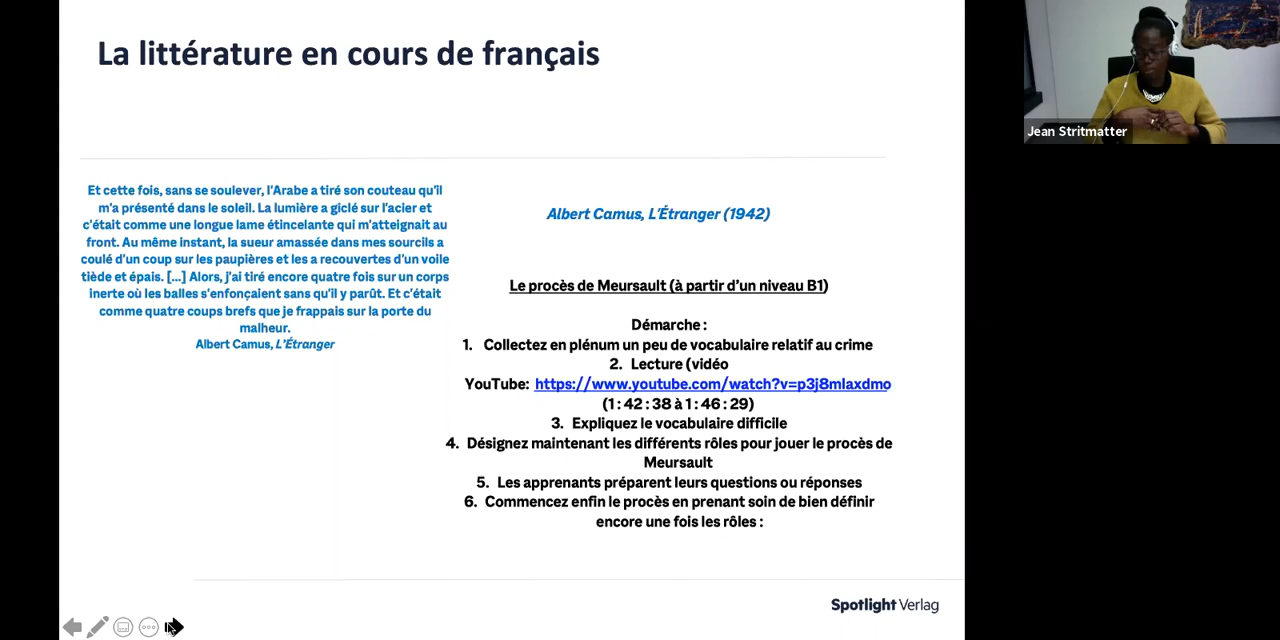 La littérature en cours de français
Et cette fois, sans se soulever, l'Arabe a tiré son couteau qu'il
m'a présenté dans le soleil. La lumière a giclé sur l'acier et
c'était comme une longue lame étincelante qui m'atteignait au
front. Au même instant, la sueur amassée dans mes sourcils a
coulé d'un coup sur les paupières et les a recouvertes d'un voile
tiède et épais. [...] Alors, j'ai tiré encore quatre fois sur un corps
inerte où les balles s'enfonçaient sans qu'il y parût. Et c'était
comme quatre coups brefs que je frappais sur la porte du
malheur.
Albert Camus, L'Étranger
Albert Camus, L'Étranger (1942)
Le procès de Meursault (à partir d'un niveau B1)
Démarche :
1. Collectez en plénum un peu de vocabulaire relatif au crime
2. Lecture (vidéo
YouTube: https://www.youtube.com/watch?v=p3j8mlaxdmo
(1 : 42 : 38 à 1 : 46 : 29)
3. Expliquez le vocabulaire difficile
4. Désignez maintenant les différents rôles pour jouer le procès de
Meursault
5. Les apprenants préparent leurs questions ou réponses
6. Commencez enfin le procès en prenant soin de bien définir
encore une fois les rôles :
Spotlight Verlag
Jean Stritmatter